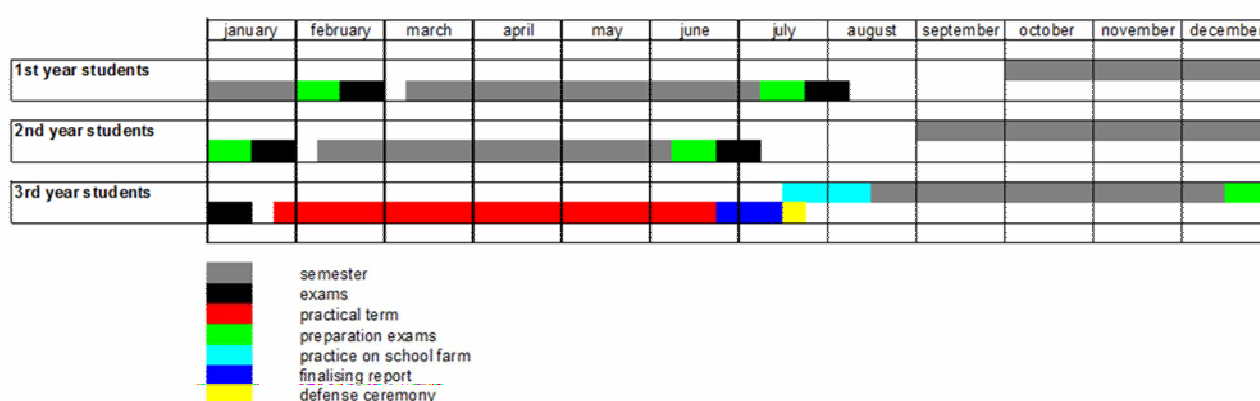 january february march april may june july august september october november december
1st year students
2nd year students
3rd year students
semester
exams
practical term
preparation exams
practice on school farm
finalising report
defense ceremony